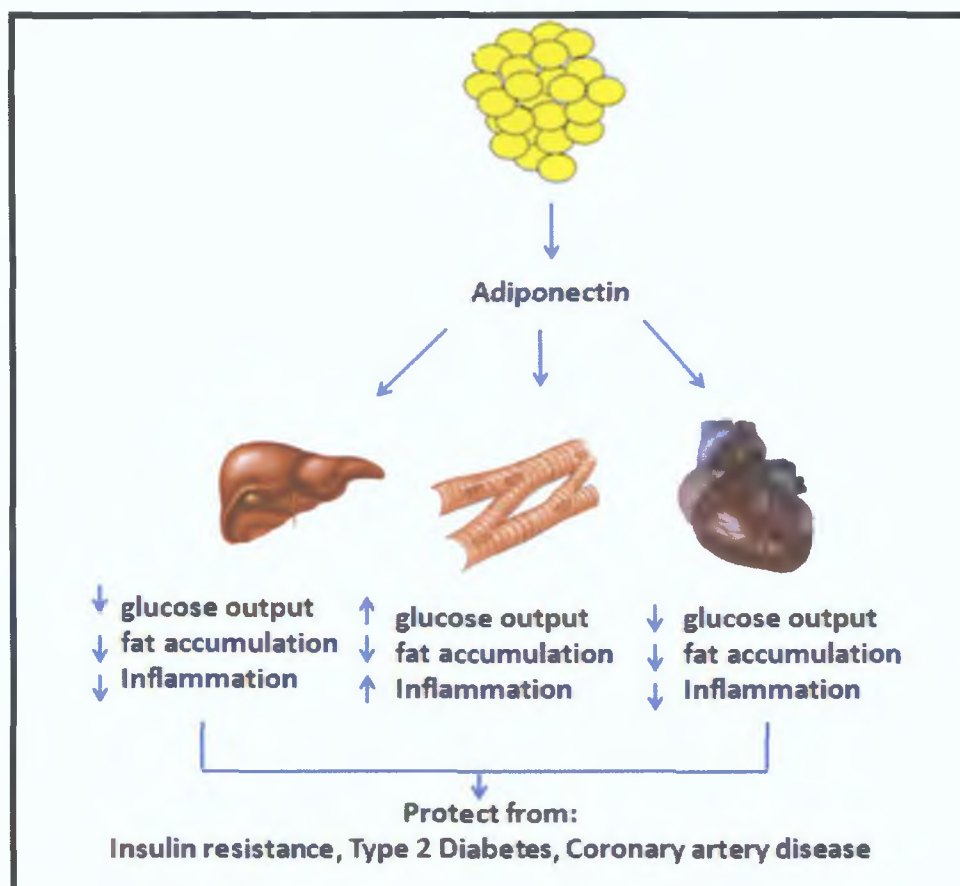 Adiponectin
↓ glucose output
↓ fat accumulation
↓ Inflammation
↑ glucose output
↓ fat accumulation
↑ Inflammation
↓ glucose output
↓ fat accumulation
↓ Inflammation
Protect from:
Insulin resistance, Type 2 Diabetes, Coronary artery disease